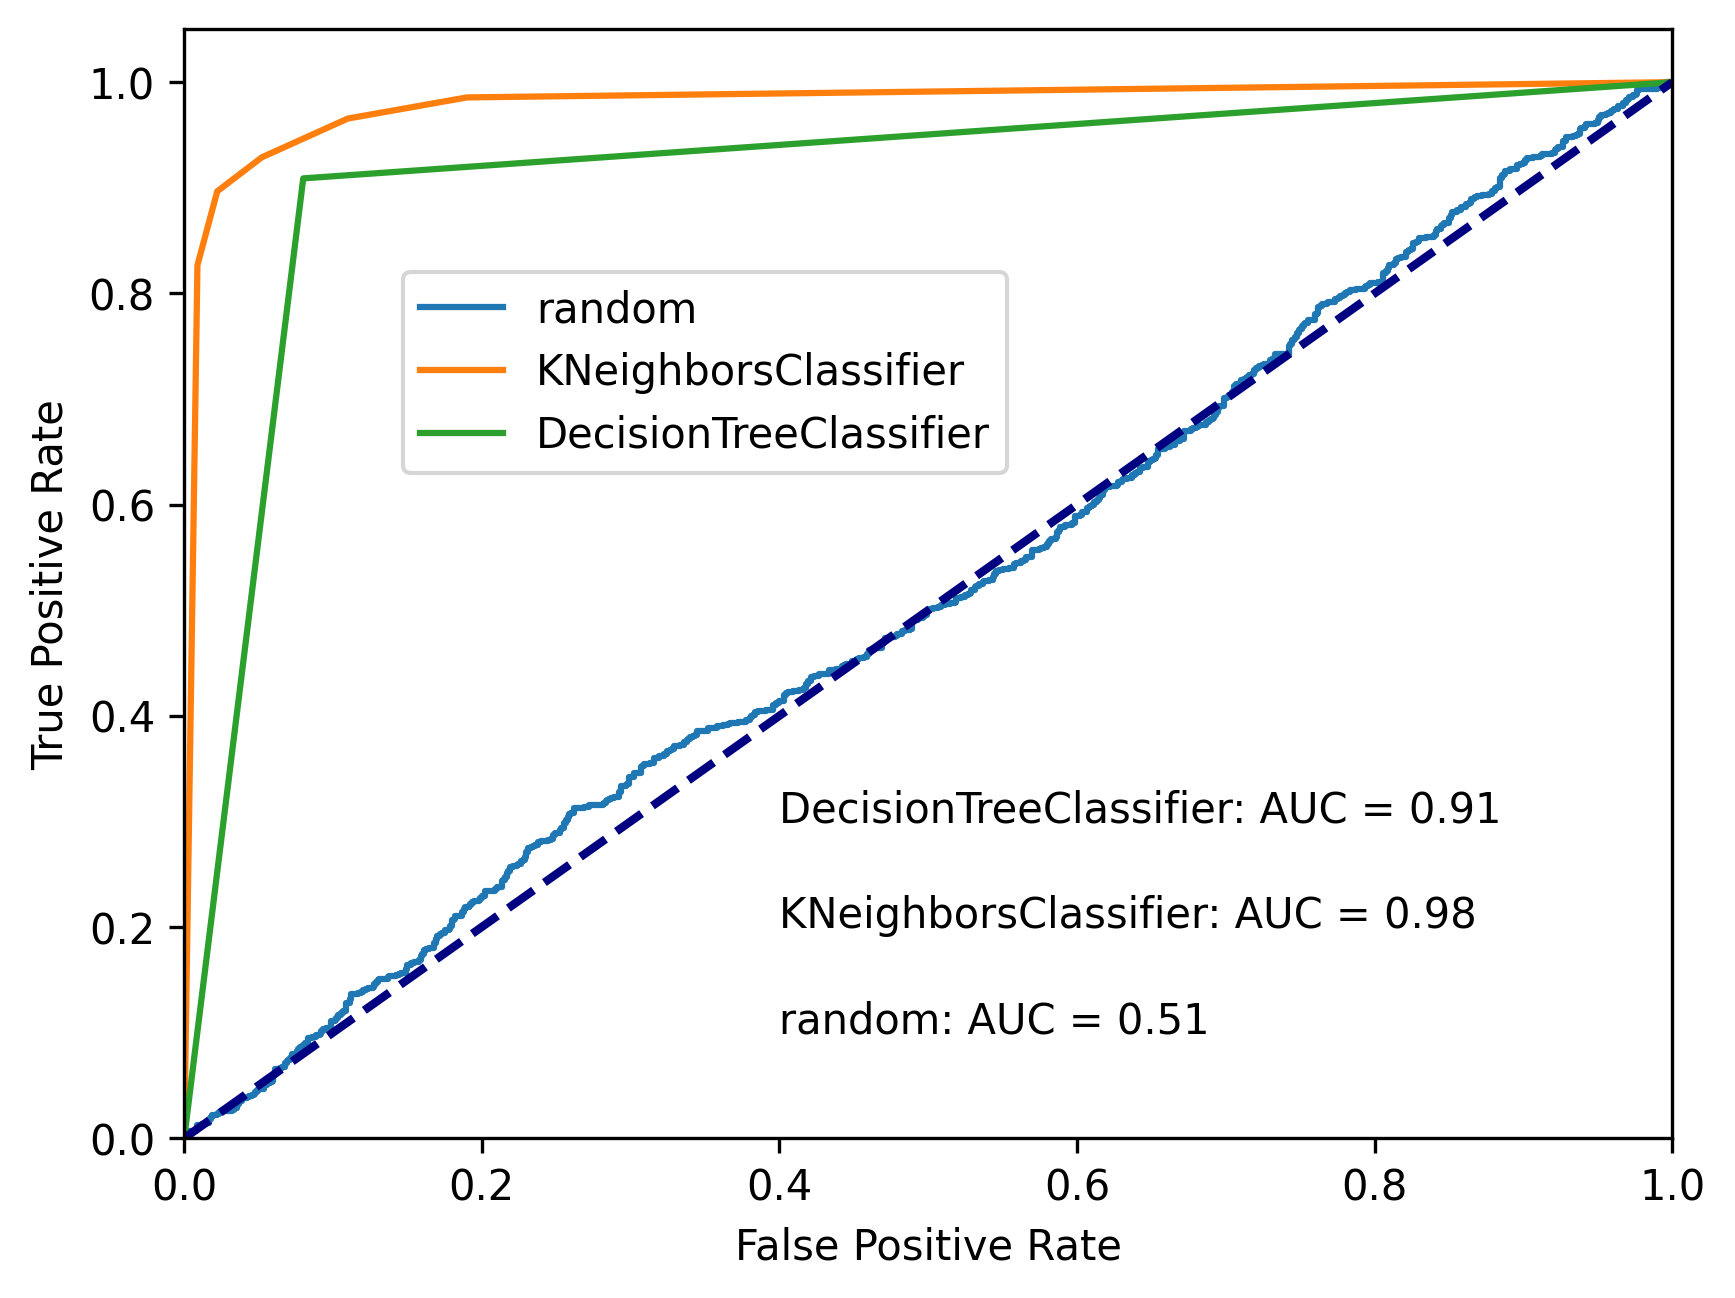 1.0
0.8
0.6
0.4
0.2
0.0
True Positive Rate
random
KNeighborsClassifier
DecisionTreeClassifier
DecisionTreeClassifier: AUC = 0.91
KNeighborsClassifier: AUC = 0.98
random: AUC = 0.51
0.0 0.2 0.4 0.6 0.8 1.0
False Positive Rate